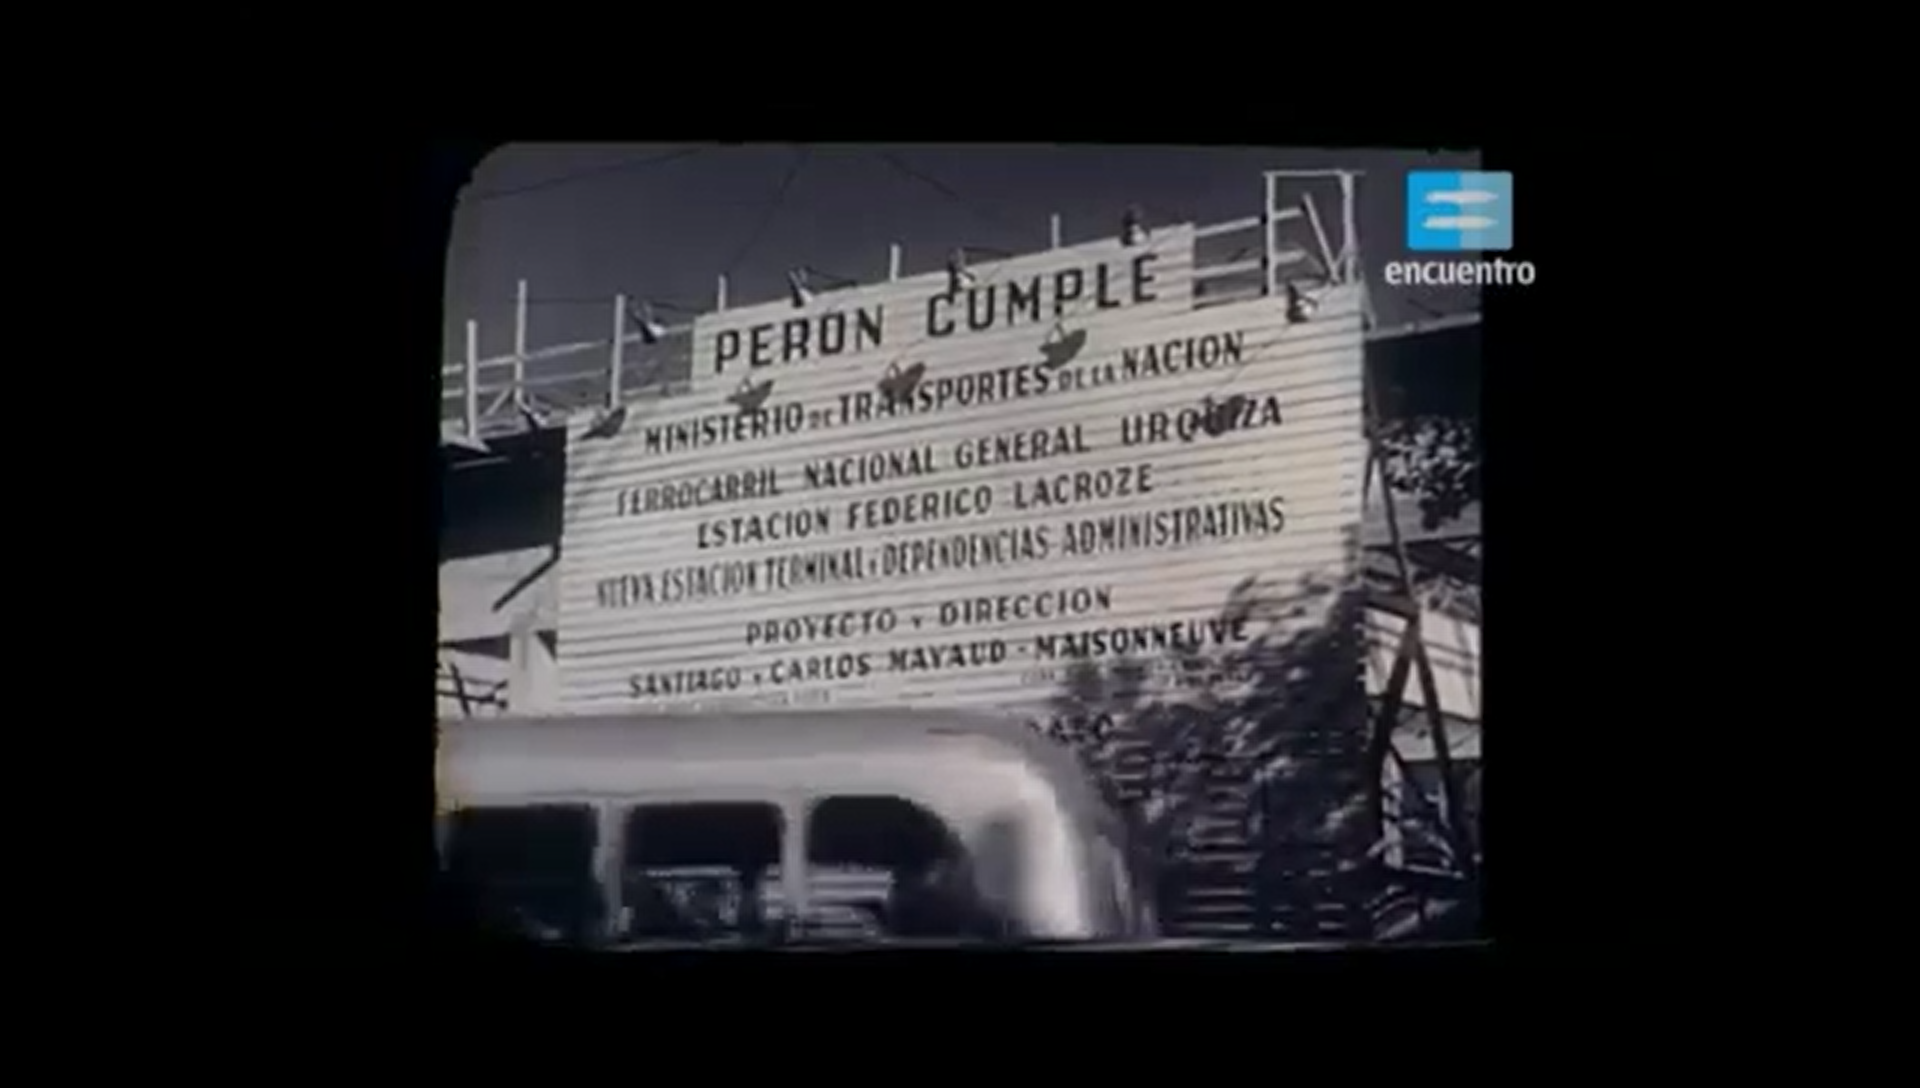 PERON CUMPLE
MINISTERIO DE TRANSPORTES DE LA NACION
FERROCARRIL NACIONAL GENERAL URQUIZA
ESTACION FEDERICO LACROZE
NUEVA ESTACION TERMINAL Y DEPENDENCIAS ADMINISTRATIVAS
PROYECTO Y DIRECCION
SANTIAGO Y CARLOS MAYAUD - MAISONNEUVE
encuentro